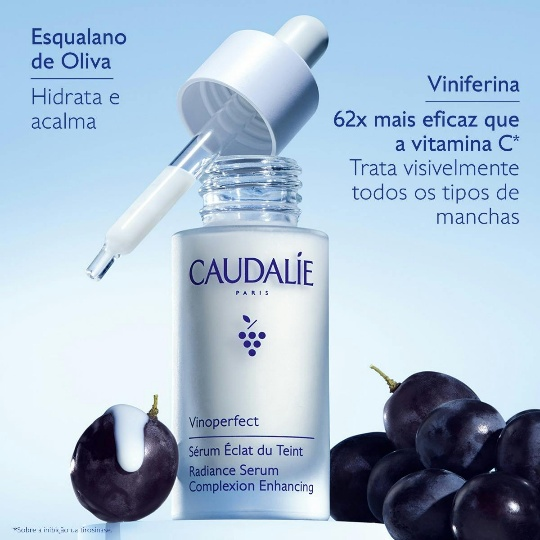 Esqualano
de Oliva
Hidrata e
acalma
Viniferina
62x mais eficaz que
a vitamina C*
Trata visivelmente
todos os tipos de
manchas
CAUDALÍE
PARIS
Vinoperfect
Sérum Éclat du Teint
Radiance Serum
Complexion Enhancing
*Sobre a inibição da tirosinase.